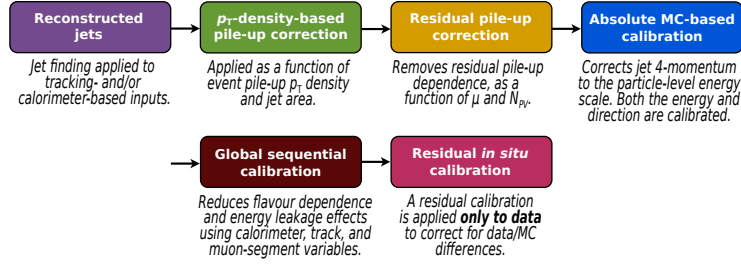 Reconstructed
jets
Jet finding applied to
tracking- and/or
calorimeter-based inputs.
pT-density-based
pile-up correction
Applied as a function of
event pile-up pT density
and jet area.
Residual pile-up
correction
Removes residual pile-up
dependence, as a
function of μ and NPV.
Absolute MC-based
calibration
Corrects jet 4-momentum
to the particle-level energy
scale. Both the energy and
direction are calibrated.
Global sequential
calibration
Reduces flavour dependence
and energy leakage effects
using calorimeter, track, and
muon-segment variables.
Residual in situ
calibration
A residual calibration
is applied only to data
to correct for data/MC
differences.